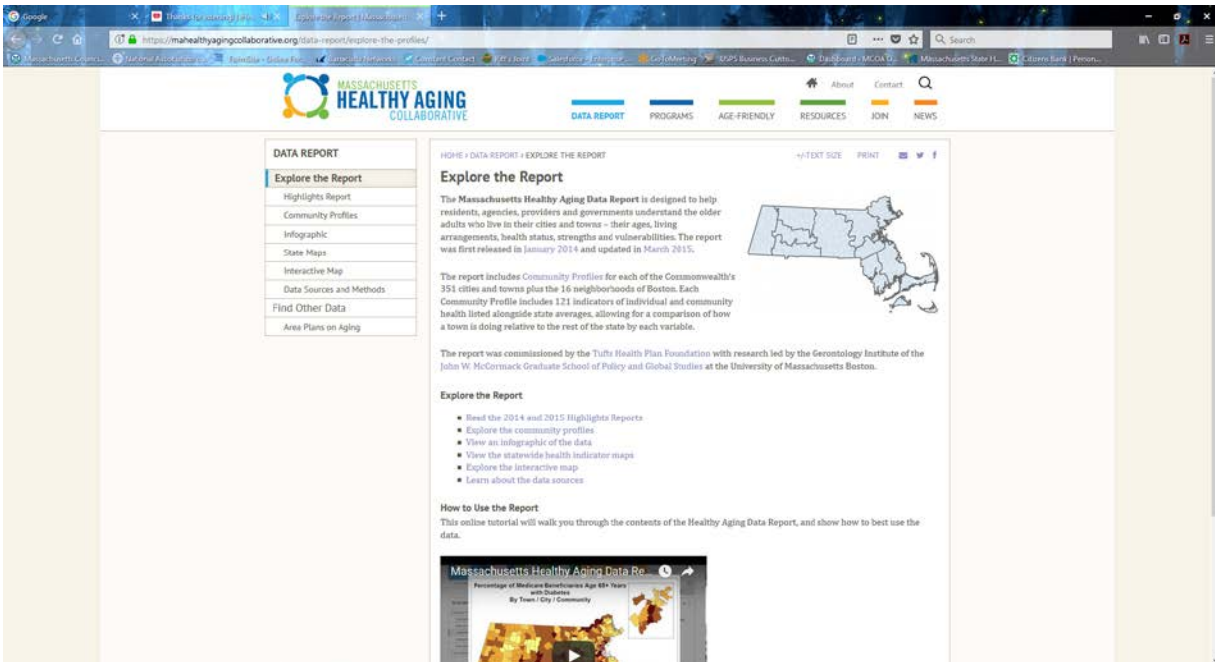 Google
Explore the Report | Massachusetts
https://mahealthyagingcollaborative.org/data-report/explore-the-profiles/
Search
Constant Contact
GoToMeeting
Citizens Bank | Person...
MASSACHUSETTS
HEALTHY AGING
COLLABORATIVE
About
Contact
DATA REPORT
PROGRAMS
AGE-FRIENDLY
RESOURCES
JOIN
NEWS
DATA REPORT
Explore the Report
Highlights Report
Community Profiles
Infographic
State Maps
Interactive Map
Data Sources and Methods
Find Other Data
Area Plans on Aging
HOME › DATA REPORT › EXPLORE THE REPORT
+/-TEXT SIZE
PRINT
Explore the Report
The Massachusetts Healthy Aging Data Report is designed to help
residents, agencies, providers and governments understand the older
adults who live in their cities and towns – their ages, living
arrangements, health status, strengths and vulnerabilities. The report
was first released in January 2014 and updated in March 2015.
The report includes Community Profiles for each of the Commonwealth's
351 cities and towns plus the 16 neighborhoods of Boston. Each
Community Profile includes 121 indicators of individual and community
health listed alongside state averages, allowing for a comparison of how
a town is doing relative to the rest of the state by each variable.
The report was commissioned by the Tufts Health Plan Foundation with research led by the Gerontology Institute of the
John W. McCormack Graduate School of Policy and Global Studies at the University of Massachusetts Boston.
Explore the Report
Read the 2014 and 2015 Highlights Reports
Explore the community profiles
View an infographic of the data
View the statewide health indicator maps
Explore the interactive map
Learn about the data sources
How to Use the Report
This online tutorial will walk you through the contents of the Healthy Aging Data Report, and show how to best use the
data.
Massachusetts Healthy Aging Data Re...
Percentage of Medicare Beneficiaries Age 65+ Years
with Diabetes
By Town / City / Community